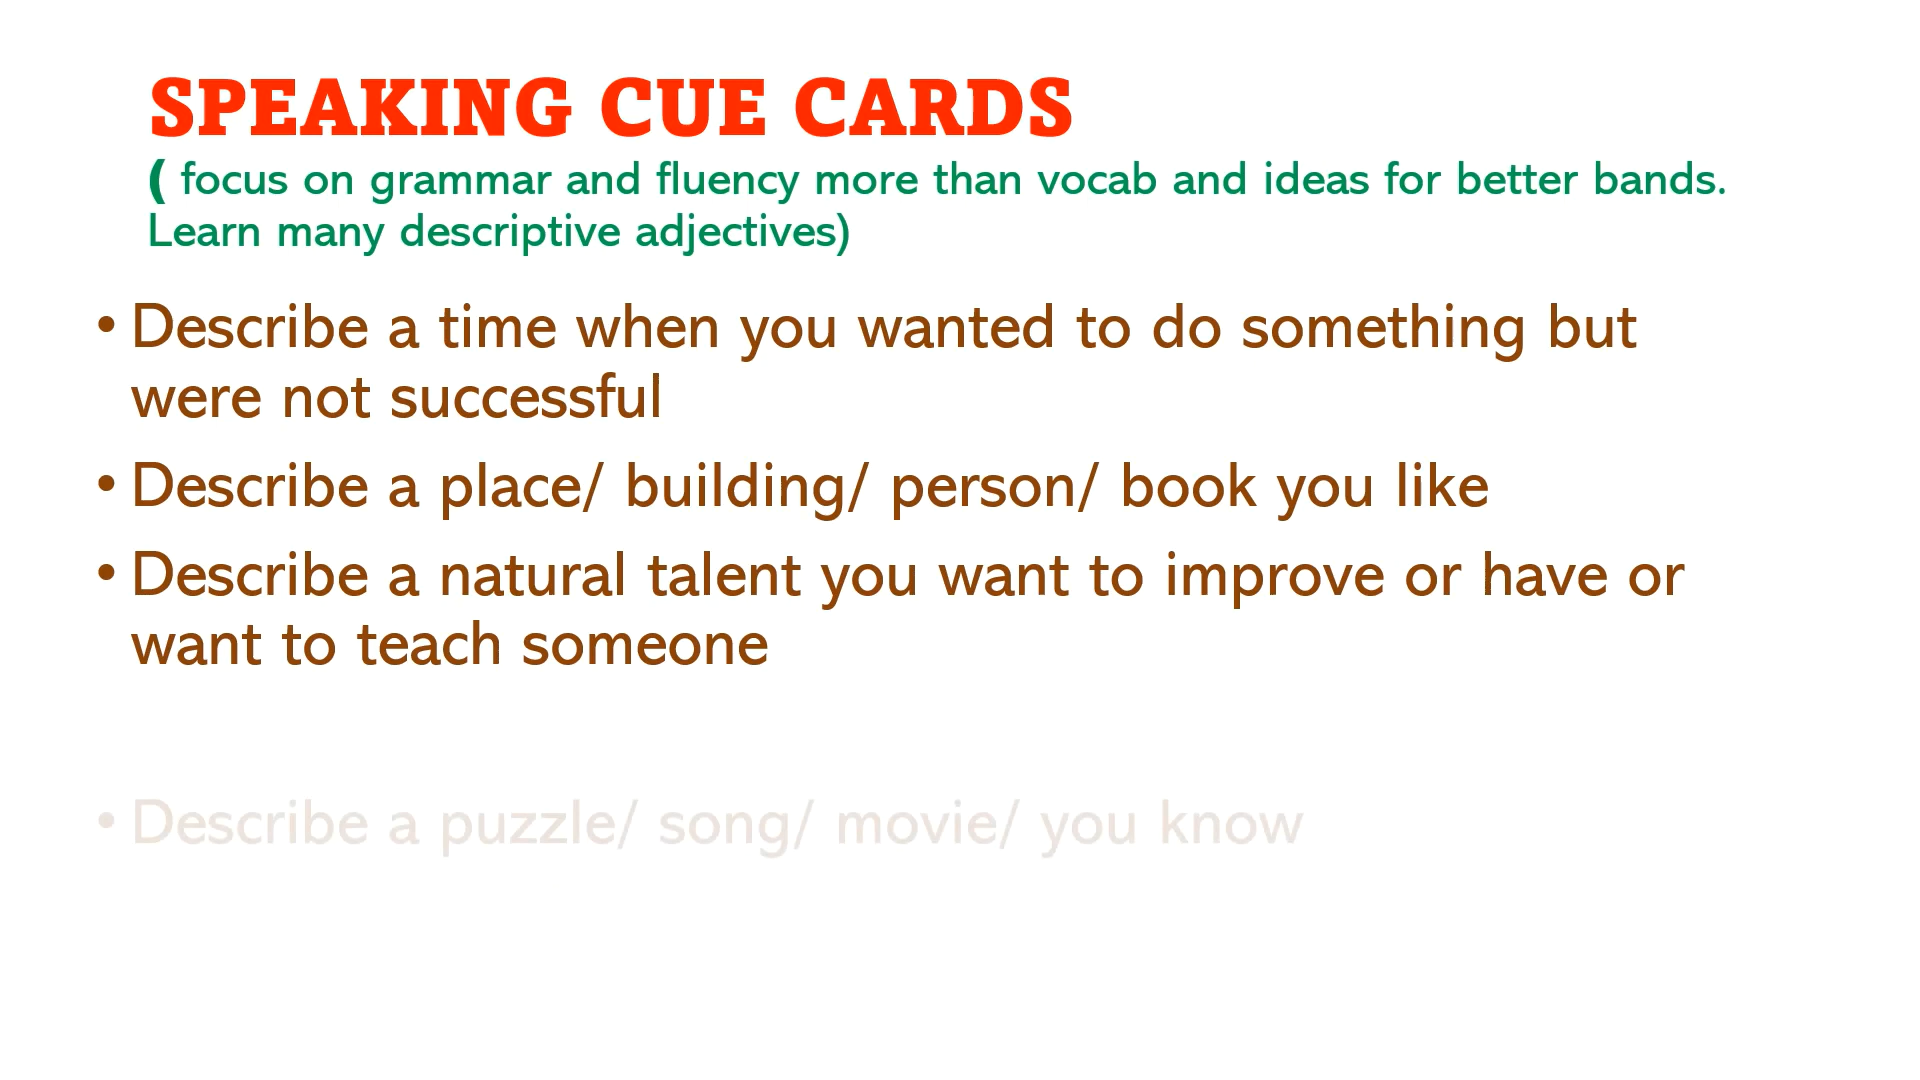 SPEAKING CUE CARDS
( focus on grammar and fluency more than vocab and ideas for better bands.
Learn many descriptive adjectives)
• Describe a time when you wanted to do something but
were not successful
• Describe a place/ building/ person/ book you like
• Describe a natural talent you want to improve or have or
want to teach someone
• Describe a puzzle/ song/ movie/ you know